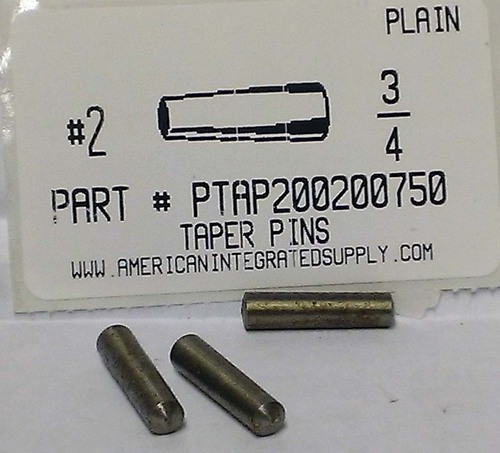 PLAIN
#2
3/4
PART # PTAP200200750
TAPER PINS
WWW.AMERICANINTEGRATEDSUPPLY.COM